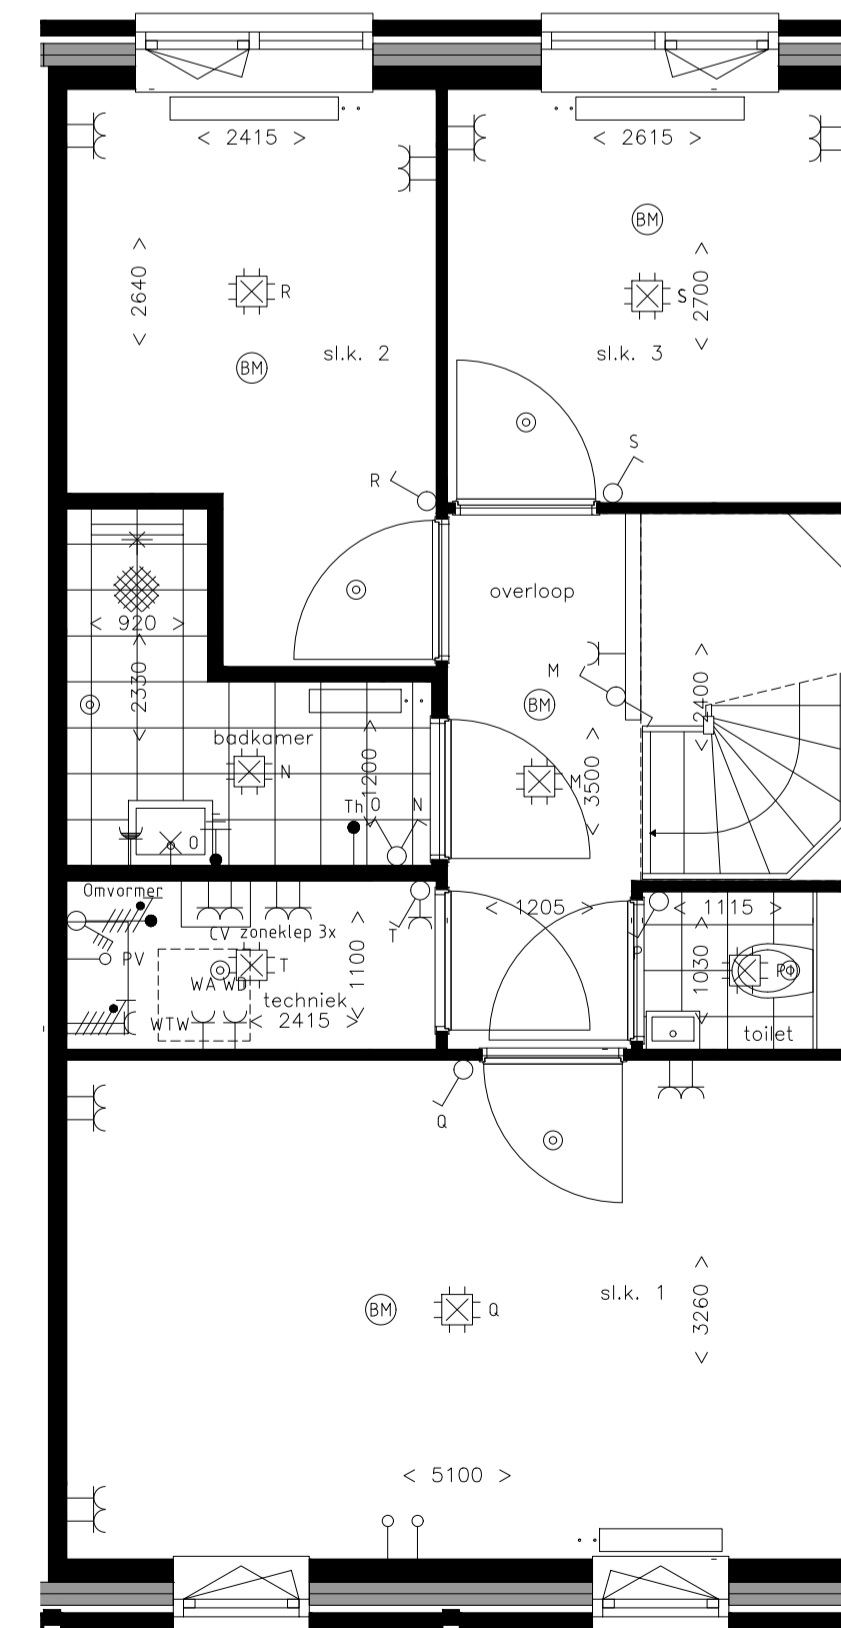 < 2415 >
< 2615 >
BM
< 2640 >
< 2700 >
R
S
sl.k. 2
sl.k. 3
BM
S
R
overloop
< 920 >
< 2330 >
M
< 2400 >
BM
badkamer
< 1200 >
N
M
< 3500 >
Th
O
N
O
Omvormer
< 1205 >
< 1115 >
CV
zoneklep 3x
T
P
PV
T
< 1100 >
< 1030 >
P
WA
WD
techniek
WTW
< 2415 >
toilet
Q
sl.k. 1
< 3260 >
BM
Q
< 5100 >